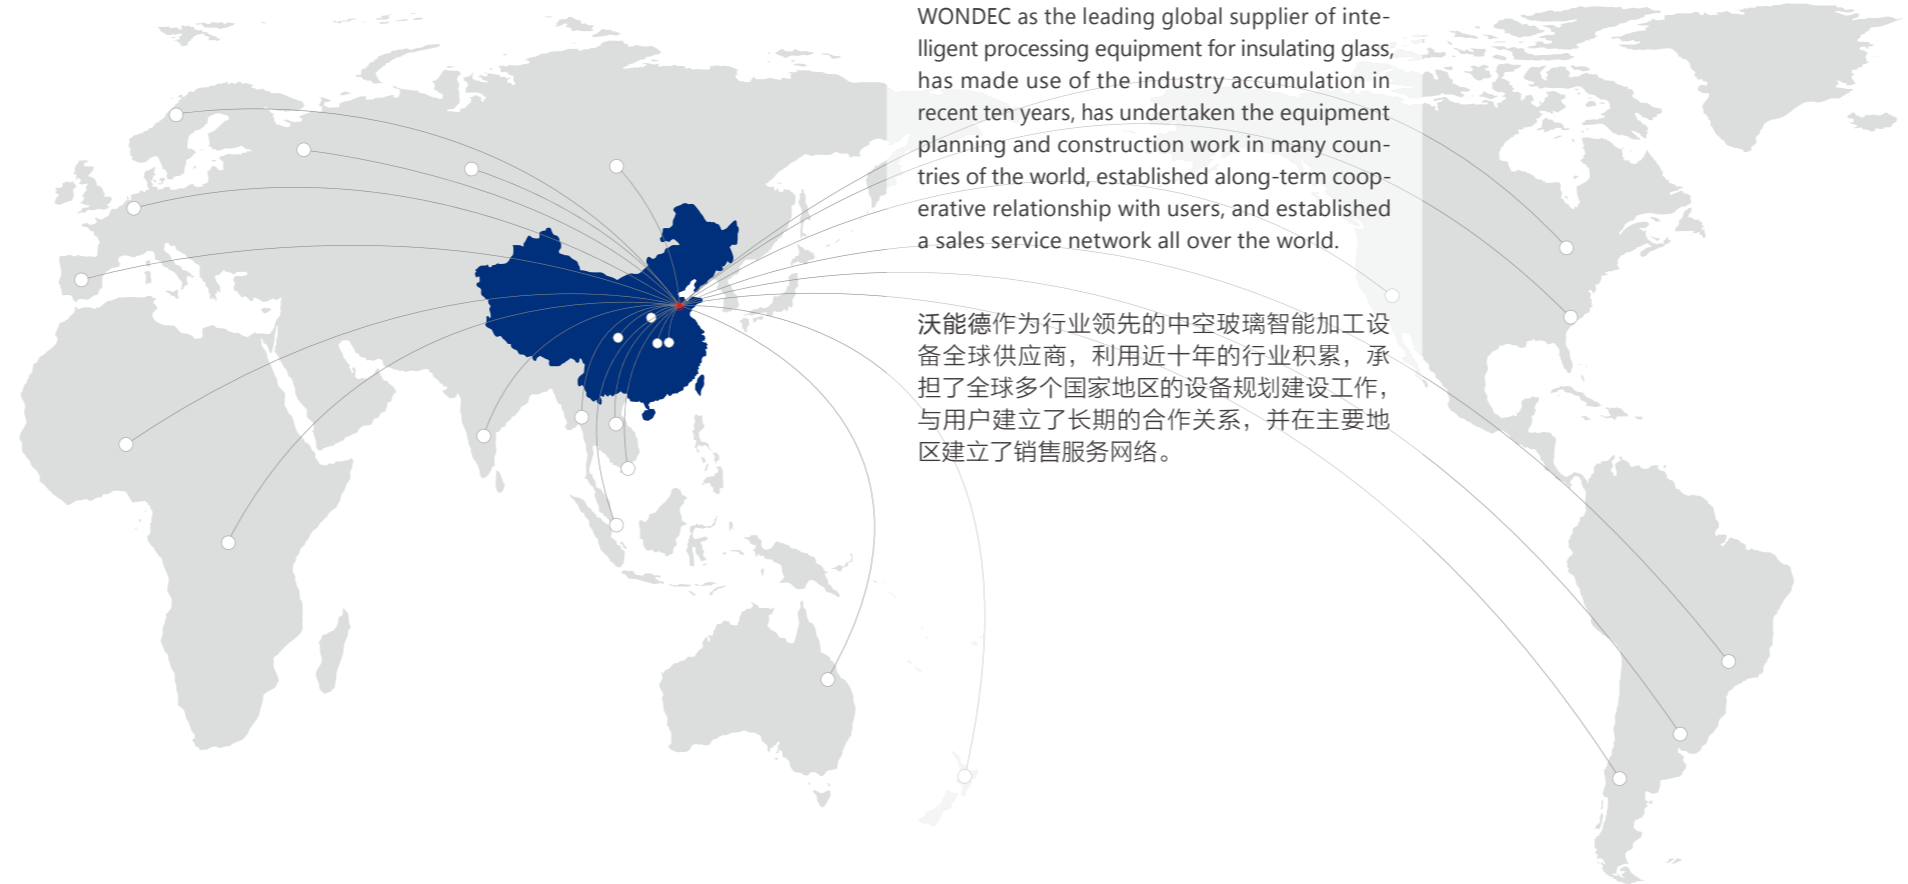 WONDEC as the leading global supplier of inte-
lligent processing equipment for insulating glass,
has made use of the industry accumulation in
recent ten years, has undertaken the equipment
planning and construction work in many coun-
tries of the world, established along-term coop-
erative relationship with users, and established
a sales service network all over the world.
沃能德作为行业领先的中空玻璃智能加工设
备全球供应商，利用近十年的行业积累，承
担了全球多个国家地区的设备规划建设工作，
与用户建立了长期的合作关系，并在主要地
区建立了销售服务网络。